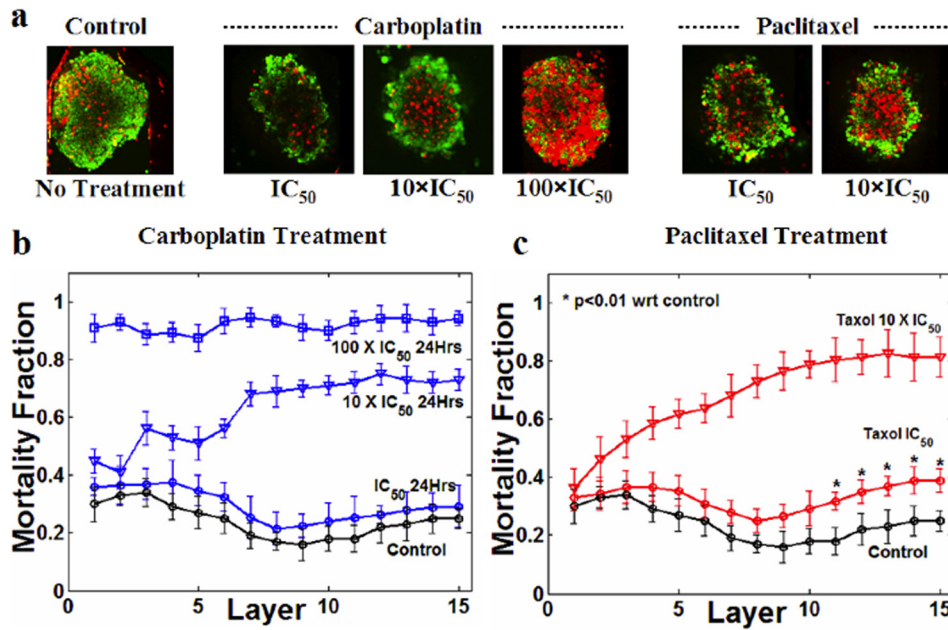 a
Control Carboplatin Paclitaxel
No Treatment IC50 10×IC50 100×IC50 IC50 10×IC50
b Carboplatin Treatment
Mortality Fraction
1
0.8
0.6
0.4
0.2
0
100 X IC50 24Hrs
10 X IC50 24Hrs
IC50 24Hrs
Control
0 5 10 15
Layer
c Paclitaxel Treatment
Mortality Fraction
1
0.8
0.6
0.4
0.2
0
* p<0.01 wrt control
Taxol 10 X IC50
Taxol IC50
* * * * *
Control
0 5 10 15
Layer